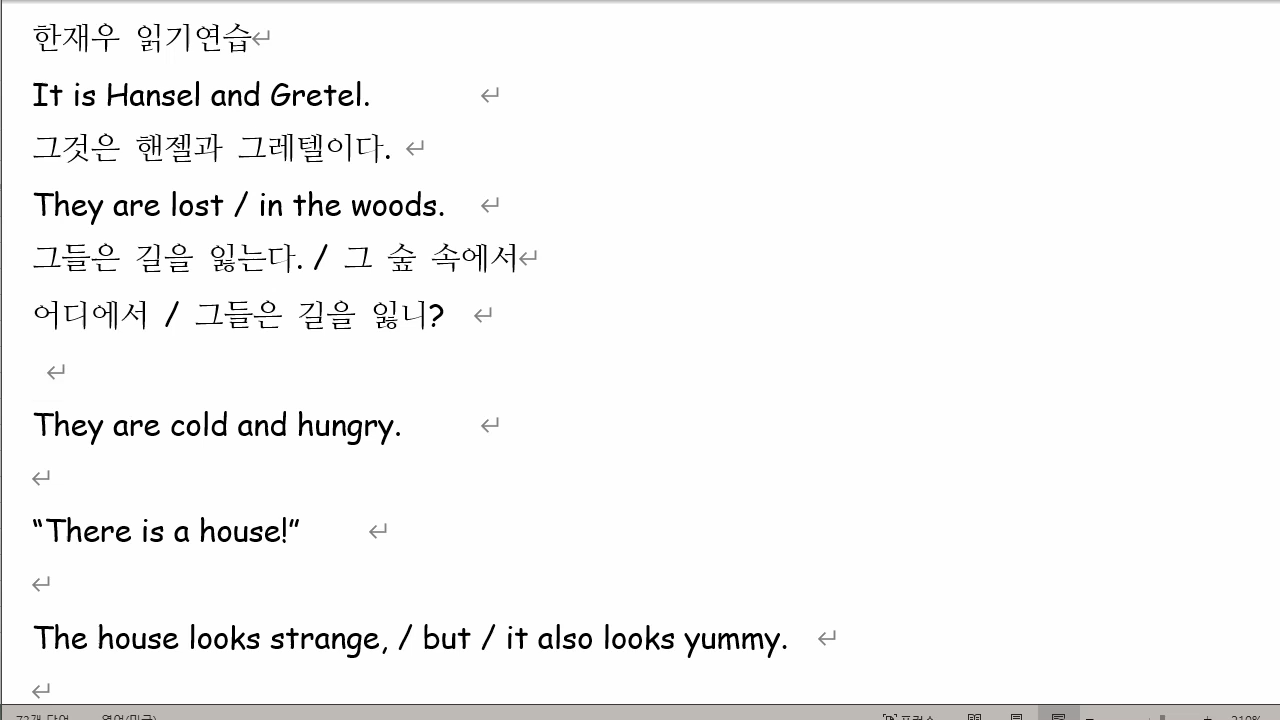 한재우 읽기연습
It is Hansel and Gretel.
그것은 핸젤과 그레텔이다.
They are lost / in the woods.
그들은 길을 잃는다. / 그 숲 속에서
어디에서 / 그들은 길을 잃니?
They are cold and hungry.
“There is a house!”
The house looks strange, / but / it also looks yummy.